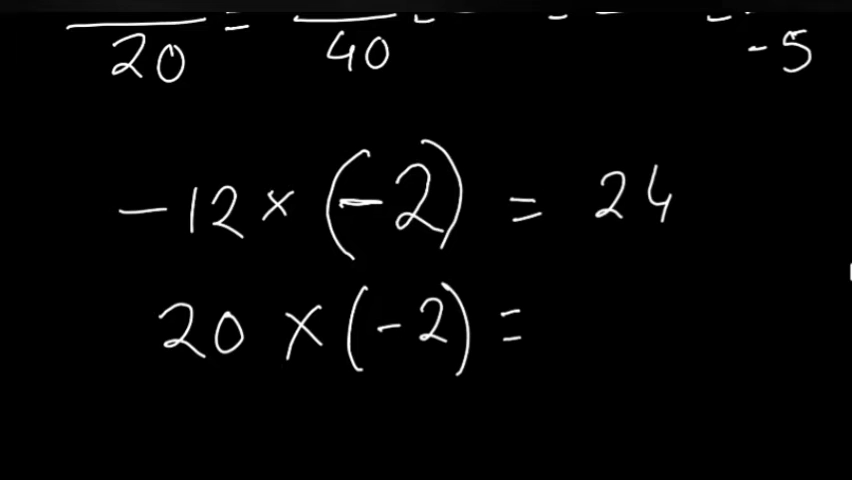 20 = 40 = = = -5
-12 × (-2) = 24
20 × (-2) =